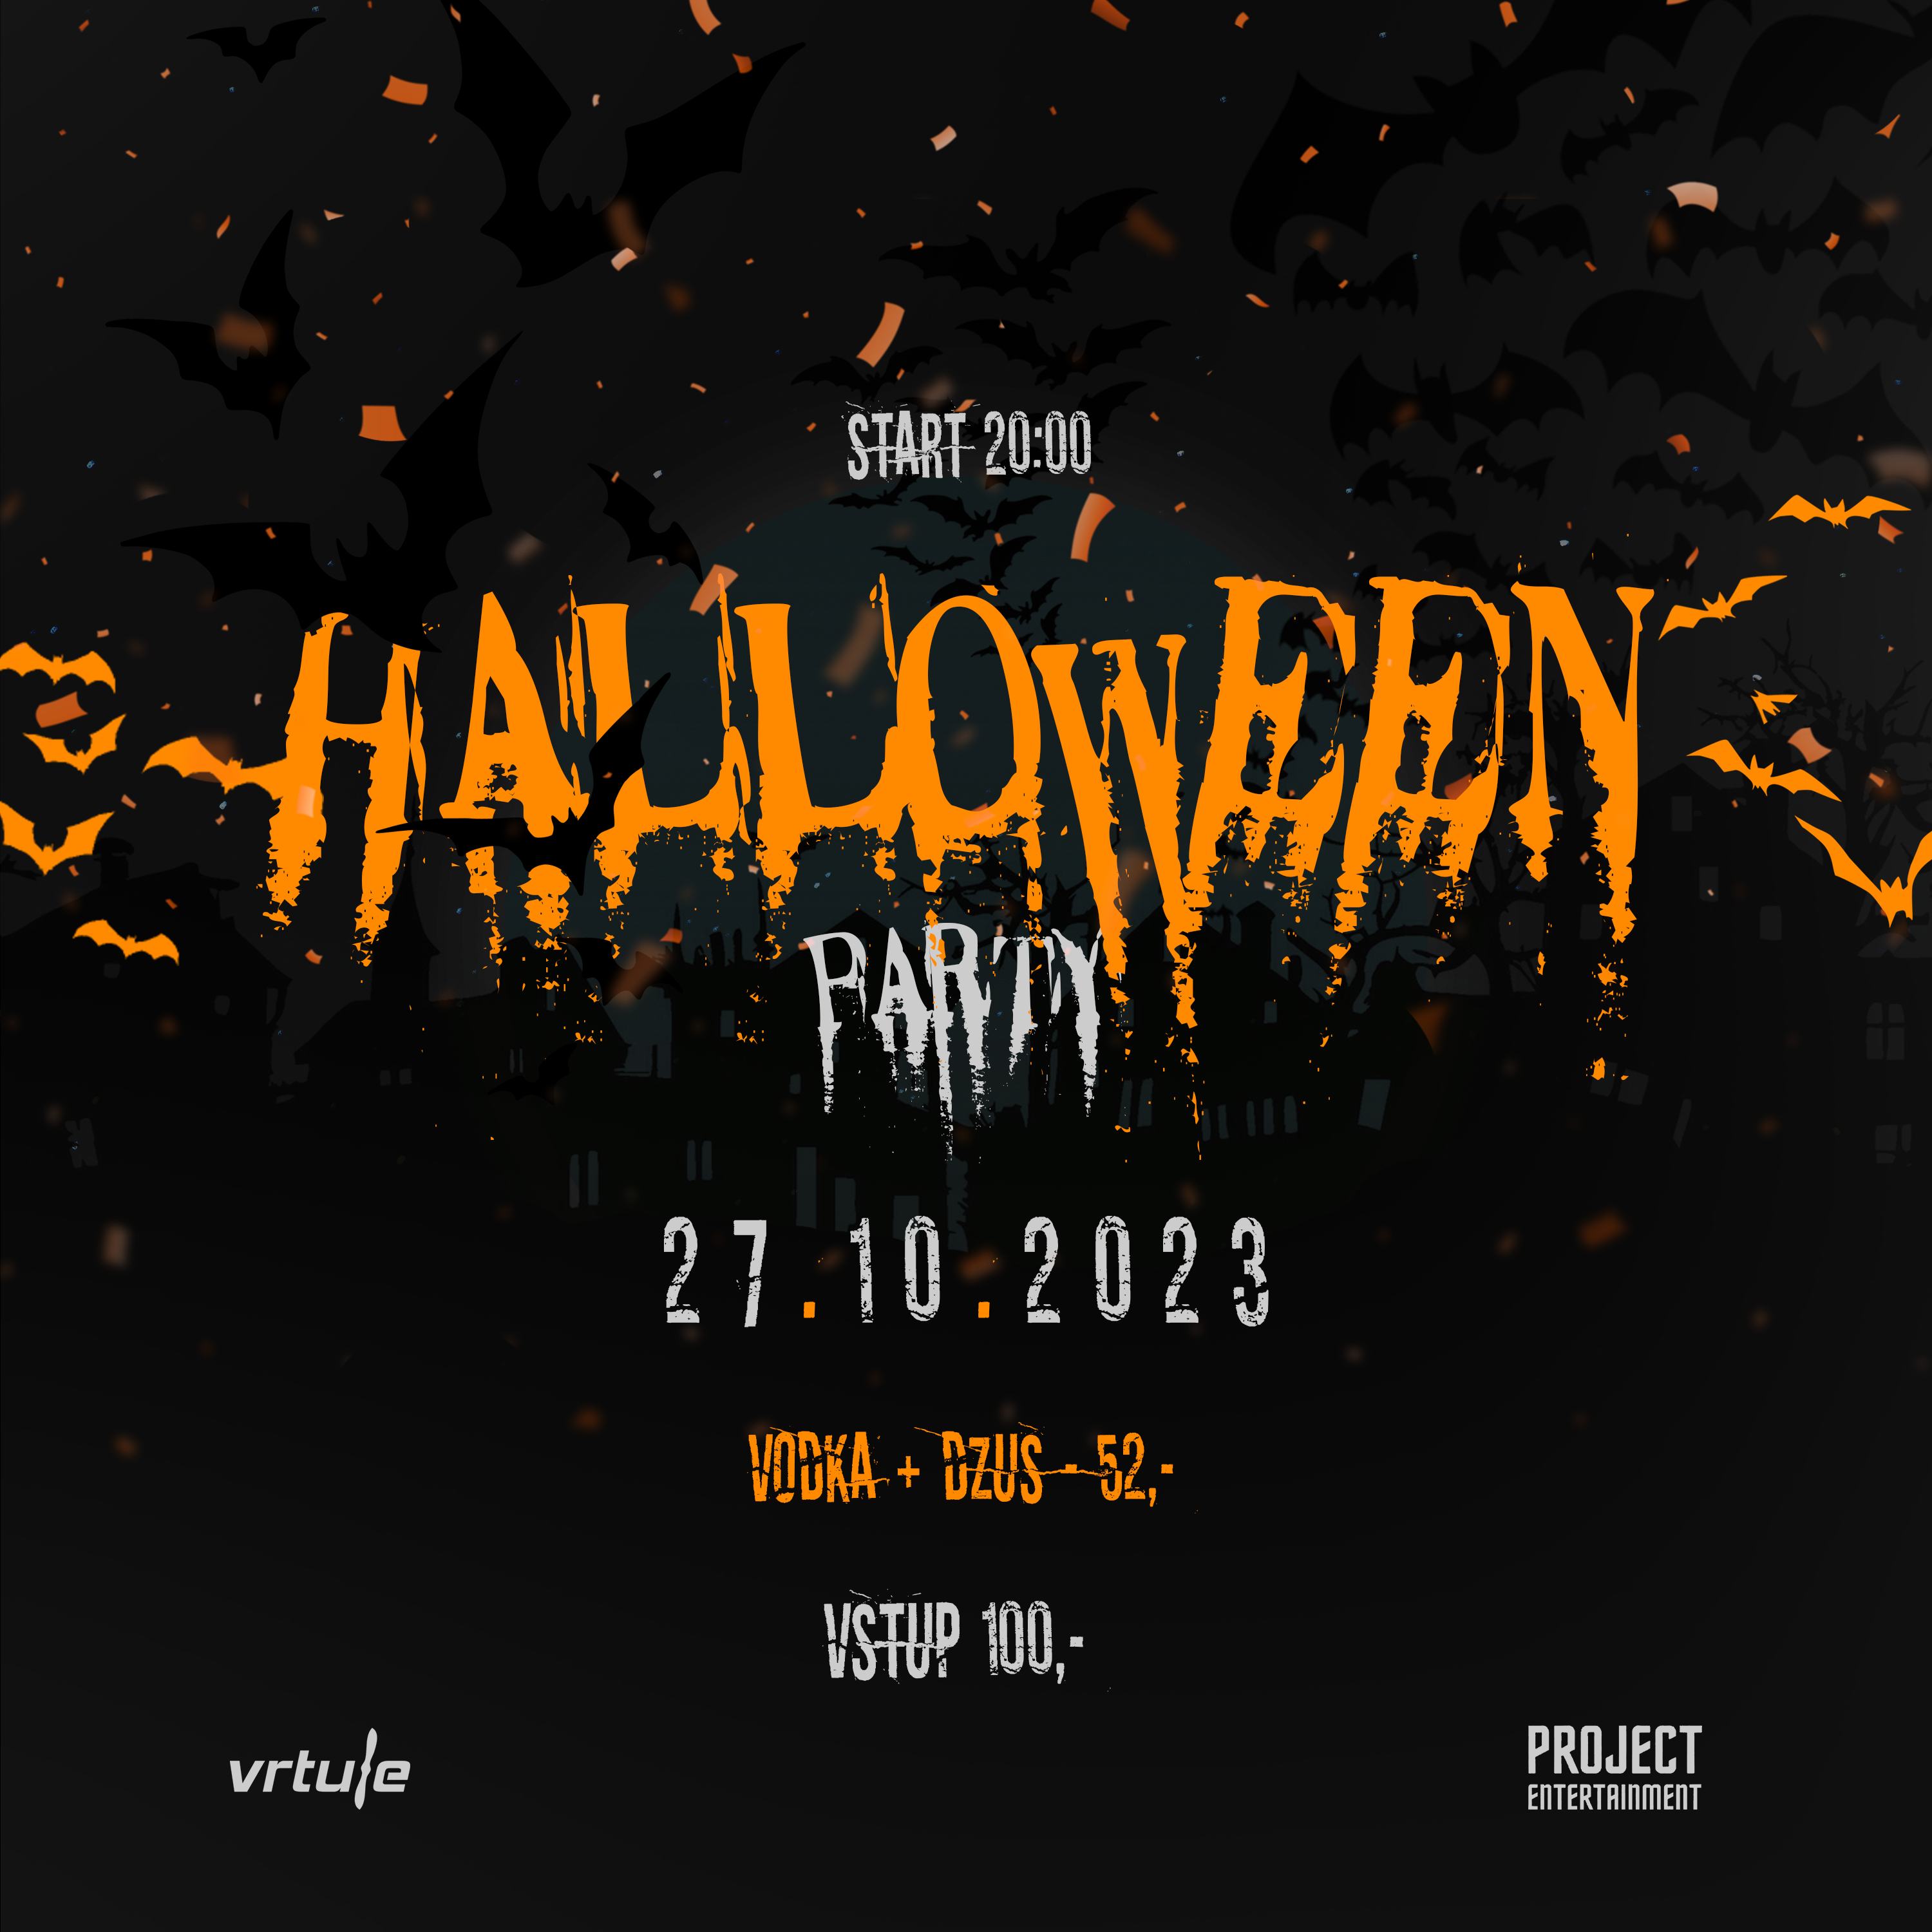 START 20:00
HALLOWEEN
PARTY
27.10.2023
VODKA + DZUS - 52,-
VSTUP 100,-
vrtule
PROJECT
ENTERTAINMENT